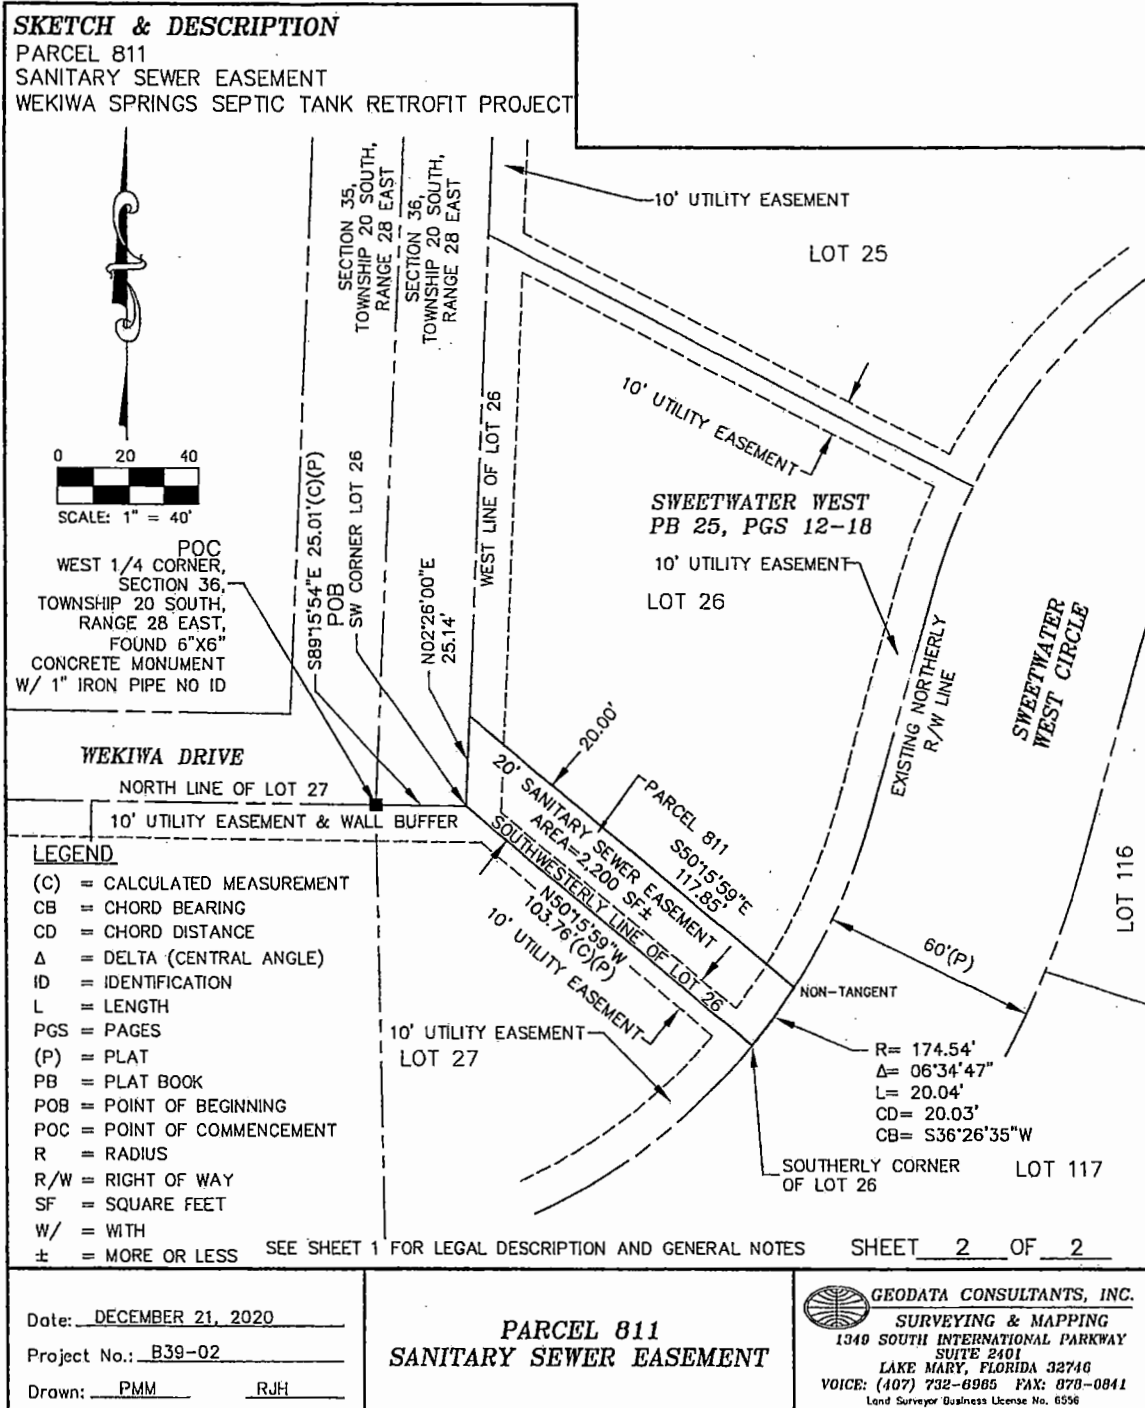 SKETCH & DESCRIPTION
PARCEL 811
SANITARY SEWER EASEMENT
WEKIWA SPRINGS SEPTIC TANK RETROFIT PROJECT
SECTION 35,
TOWNSHIP 20 SOUTH,
RANGE 28 EAST
SECTION 36,
TOWNSHIP 20 SOUTH,
RANGE 28 EAST
10' UTILITY EASEMENT
LOT 25
0 20 40
SCALE: 1" = 40'
10' UTILITY EASEMENT
WEST LINE OF LOT 26
SWEETWATER WEST
PB 25, PGS 12-18
10' UTILITY EASEMENT
LOT 26
POC
WEST 1/4 CORNER,
SECTION 36,
TOWNSHIP 20 SOUTH,
RANGE 28 EAST,
FOUND 6"X6"
CONCRETE MONUMENT
W/ 1" IRON PIPE NO ID
S89°15'54"E 25.01'(C)(P)
POB
SW CORNER LOT 26
N02°26'00"E
25.14'
EXISTING NORTHERLY
R/W LINE
SWEETWATER
WEST CIRCLE
LOT 116
WEKIWA DRIVE
NORTH LINE OF LOT 27
10' UTILITY EASEMENT & WALL BUFFER
20.00'
20' SANITARY SEWER EASEMENT
AREA=2,200 SF±
PARCEL 811
S50°15'59"E
117.85'
SOUTHWESTERLY LINE OF LOT 26
N50°15'59"W
103.76'(C)(P)
10' UTILITY EASEMENT
10' UTILITY EASEMENT
LOT 27
60'(P)
NON-TANGENT
R= 174.54'
Δ= 06°34'47"
L= 20.04'
CD= 20.03'
CB= S36°26'35"W
SOUTHERLY CORNER
OF LOT 26
LOT 117
LEGEND
(C) = CALCULATED MEASUREMENT
CB = CHORD BEARING
CD = CHORD DISTANCE
Δ = DELTA (CENTRAL ANGLE)
ID = IDENTIFICATION
L = LENGTH
PGS = PAGES
(P) = PLAT
PB = PLAT BOOK
POB = POINT OF BEGINNING
POC = POINT OF COMMENCEMENT
R = RADIUS
R/W = RIGHT OF WAY
SF = SQUARE FEET
W/ = WITH
± = MORE OR LESS
SEE SHEET 1 FOR LEGAL DESCRIPTION AND GENERAL NOTES
SHEET 2 OF 2
Date: DECEMBER 21, 2020
Project No.: B39-02
Drawn: PMM RJH
PARCEL 811
SANITARY SEWER EASEMENT
GEODATA CONSULTANTS, INC.
SURVEYING & MAPPING
1349 SOUTH INTERNATIONAL PARKWAY
SUITE 2401
LAKE MARY, FLORIDA 32746
VOICE: (407) 732-6965 FAX: 878-0841
Land Surveyor Business License No. 6556